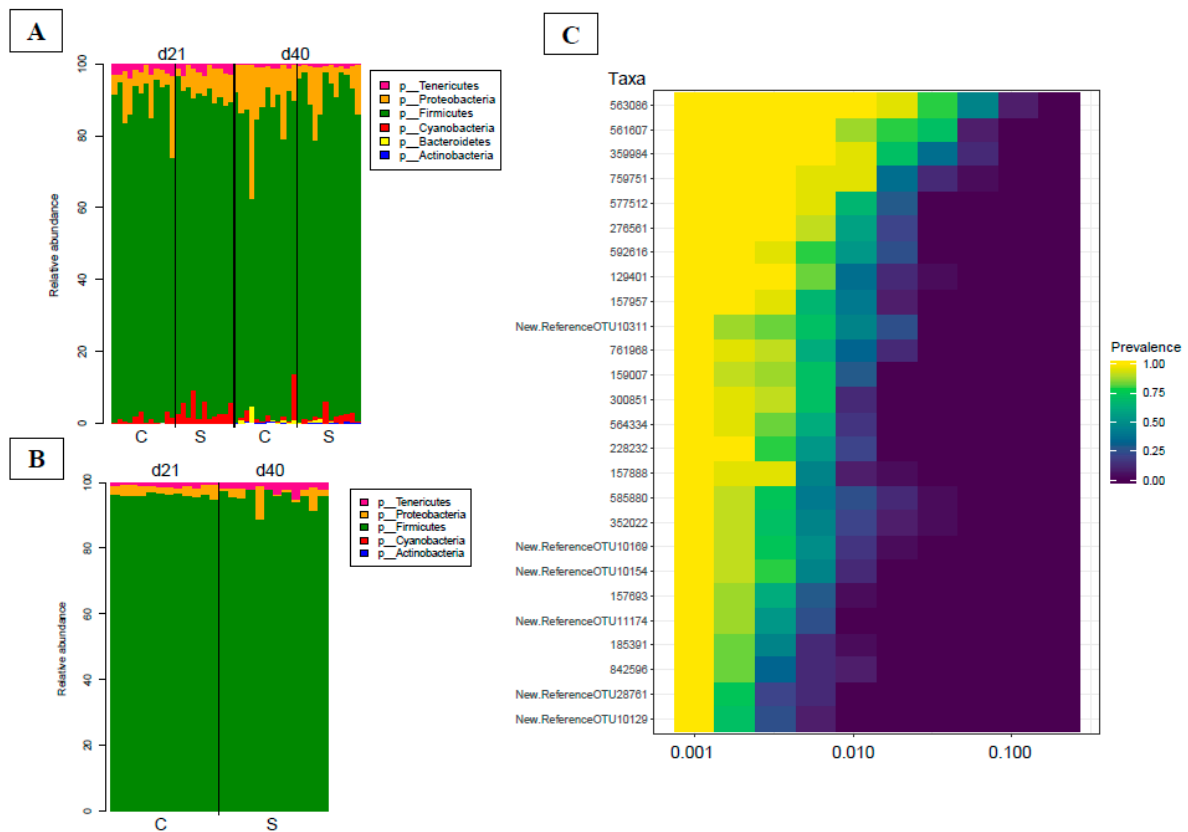 A
d21 d40
100
80
60
40
20
0
Relative abundance
C S C S
p__Tenericutes
p__Proteobacteria
p__Firmicutes
p__Cyanobacteria
p__Bacteroidetes
p__Actinobacteria
B
d21 d40
100
80
60
40
20
0
Relative abundance
C S
p__Tenericutes
p__Proteobacteria
p__Firmicutes
p__Cyanobacteria
p__Actinobacteria
C
Taxa
563086
561607
359984
759751
577512
276561
592616
129401
157957
New.ReferenceOTU10311
761968
159007
300851
564334
228232
157888
585880
352022
New.ReferenceOTU10169
New.ReferenceOTU10154
157693
New.ReferenceOTU11174
185391
842596
New.ReferenceOTU28761
New.ReferenceOTU10129
0.001 0.010 0.100
Prevalence
1.00
0.75
0.50
0.25
0.00